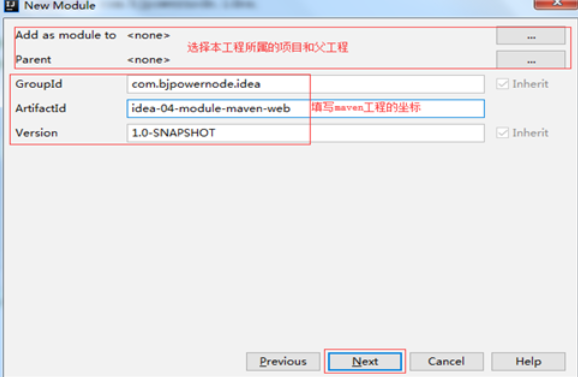 New Module
Add as module to <none> ...
选择本工程所属的项目和父工程
Parent <none> ...
GroupId com.bjpowernode.idea Inherit
ArtifactId idea-04-module-maven-web 填写maven工程的坐标
Version 1.0-SNAPSHOT Inherit
Previous Next Cancel Help